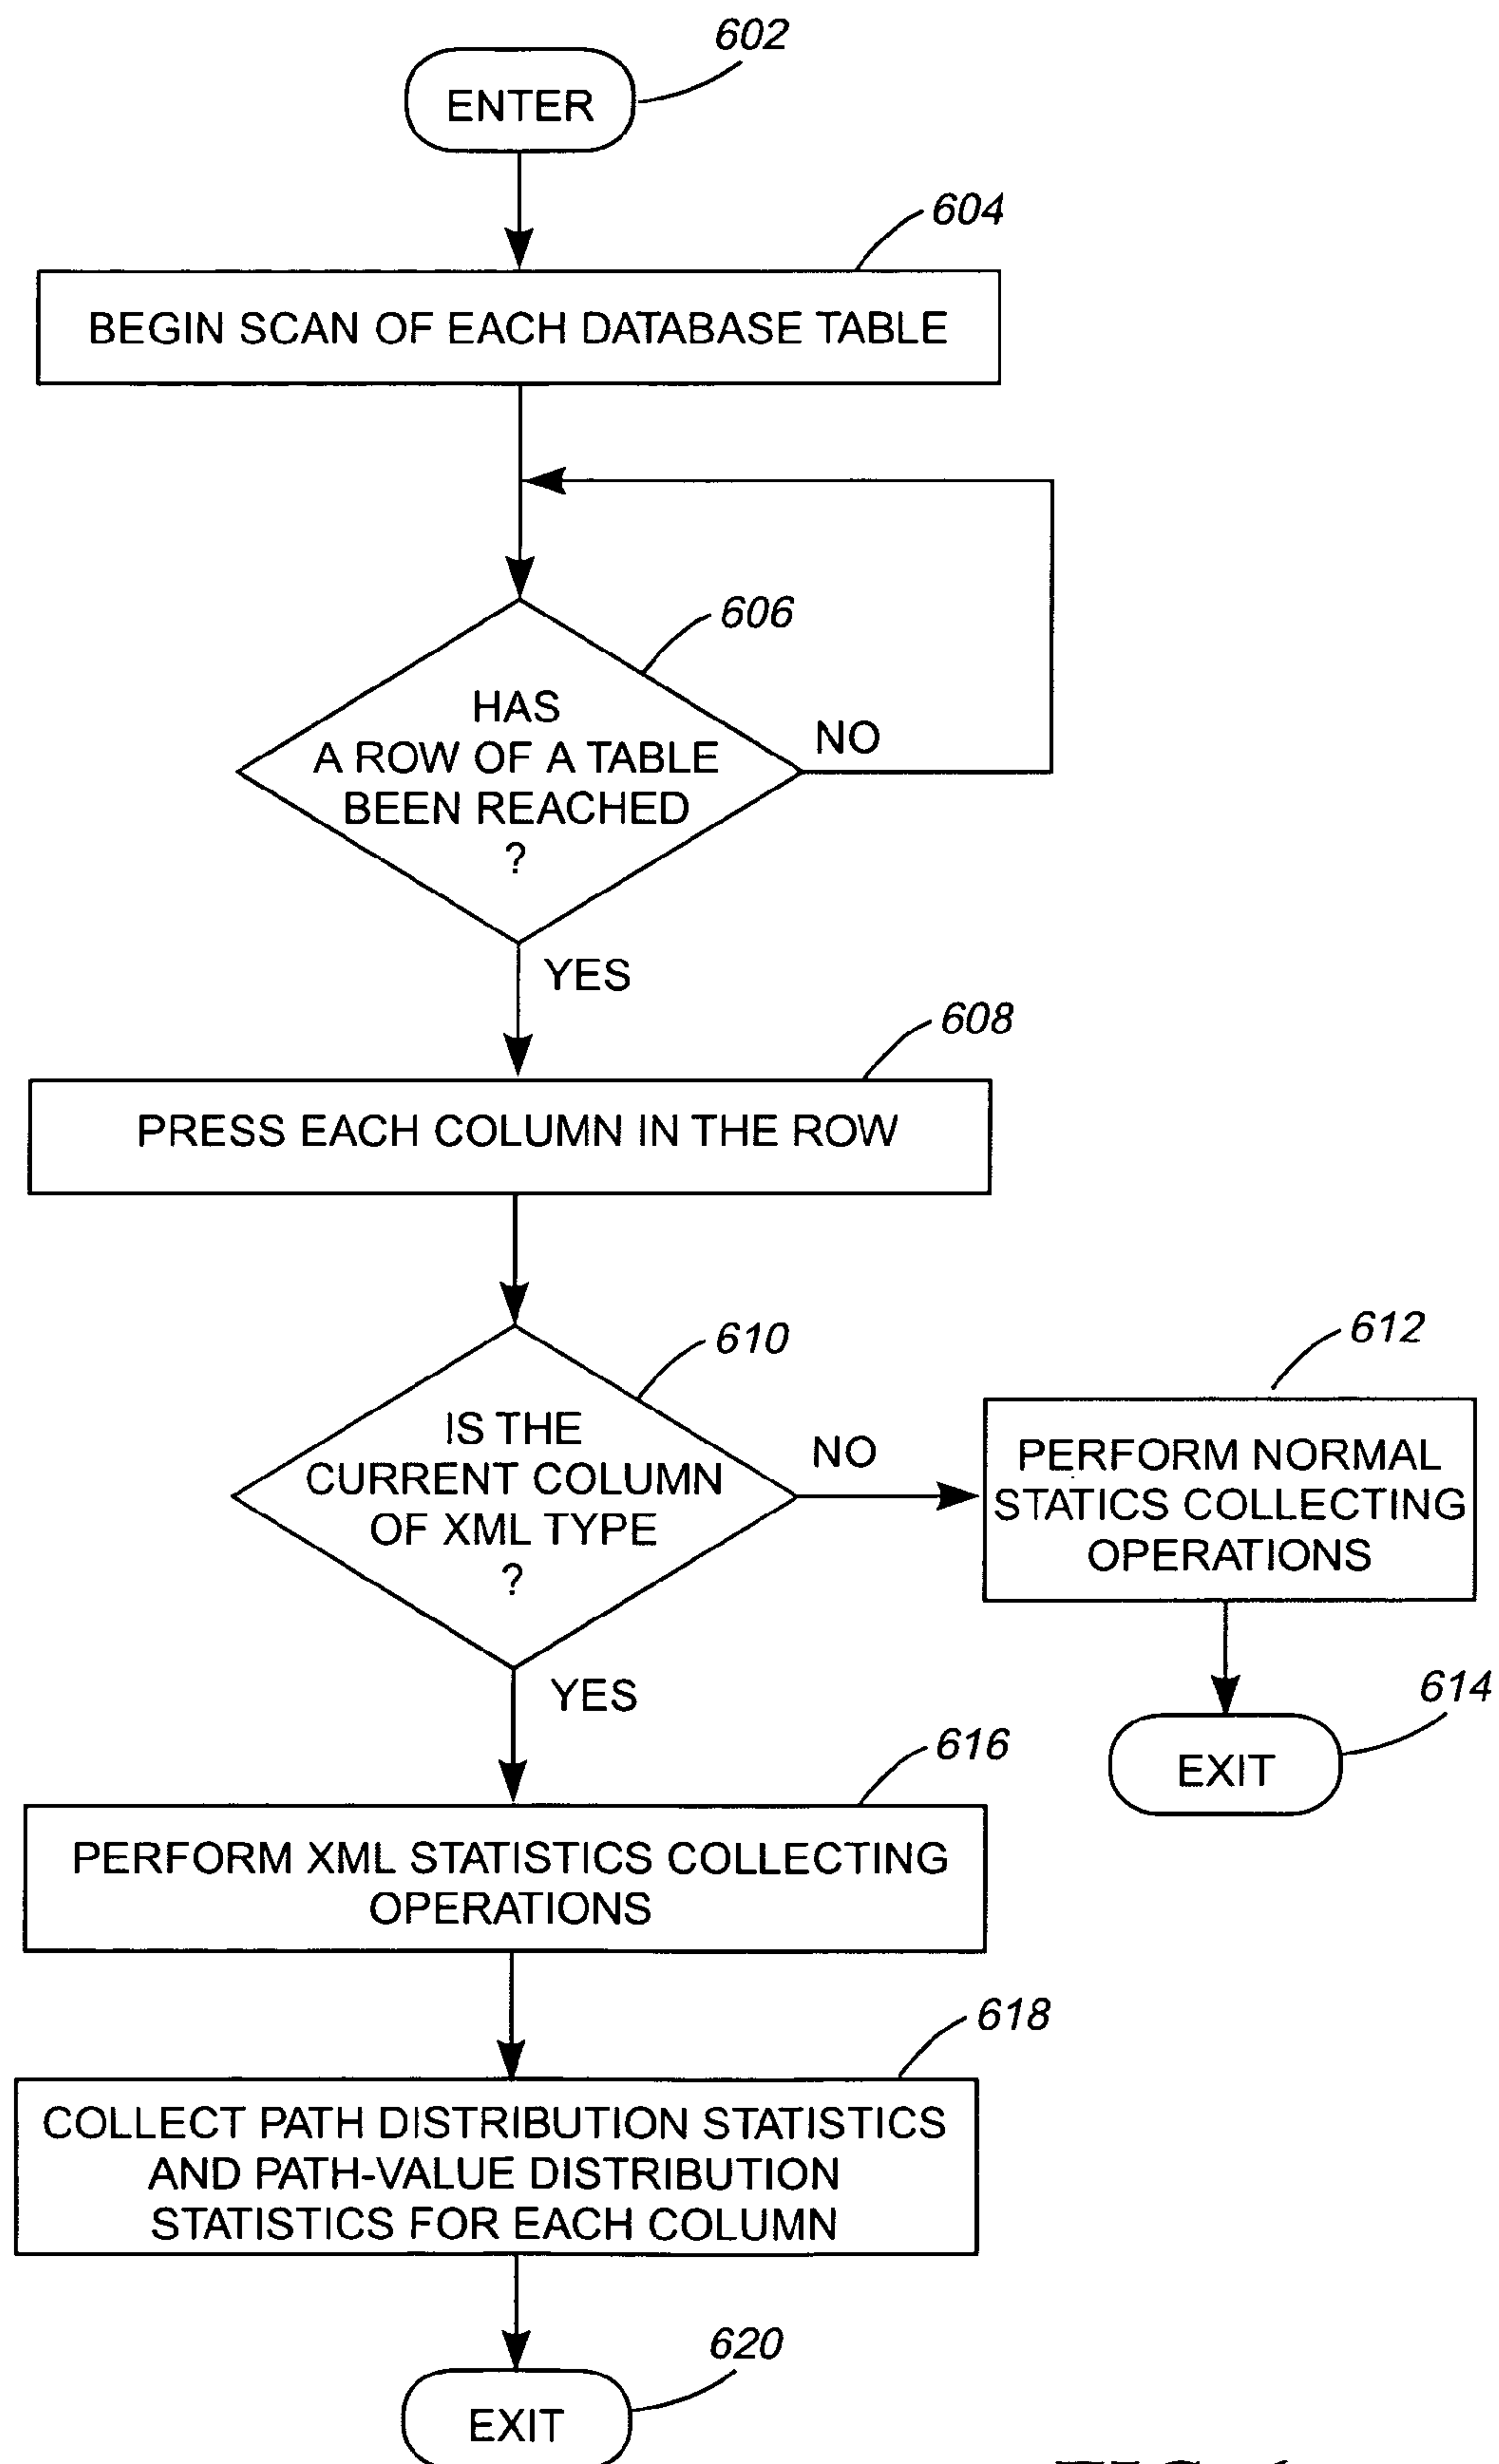 602
ENTER
604
BEGIN SCAN OF EACH DATABASE TABLE
606
HAS
A ROW OF A TABLE
BEEN REACHED
?
NO
YES
608
PRESS EACH COLUMN IN THE ROW
610
IS THE
CURRENT COLUMN
OF XML TYPE
?
NO
612
PERFORM NORMAL
STATICS COLLECTING
OPERATIONS
614
EXIT
YES
616
PERFORM XML STATISTICS COLLECTING
OPERATIONS
618
COLLECT PATH DISTRIBUTION STATISTICS
AND PATH-VALUE DISTRIBUTION
STATISTICS FOR EACH COLUMN
620
EXIT